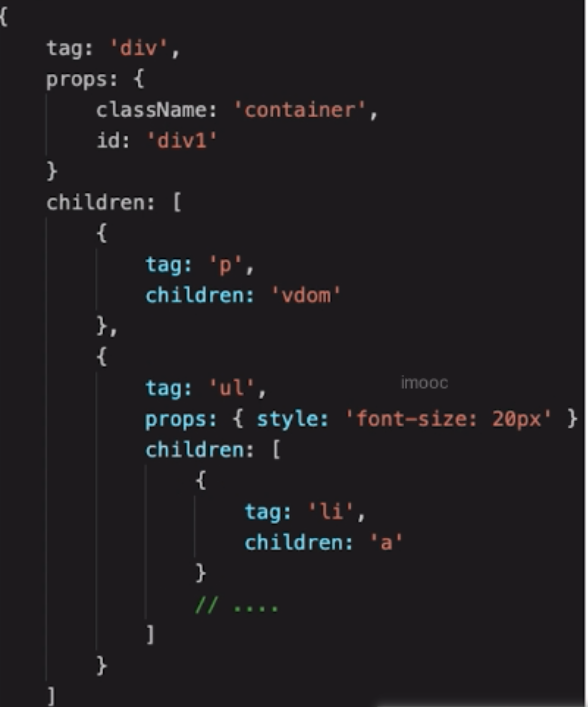 {
    tag: 'div',
    props: {
        className: 'container',
        id: 'div1'
    }
    children: [
        {
            tag: 'p',
            children: 'vdom'
        },
        {
            tag: 'ul',
            imooc
            props: { style: 'font-size: 20px' }
            children: [
                {
                    tag: 'li',
                    children: 'a'
                }
                // ....
            ]
        }
    ]